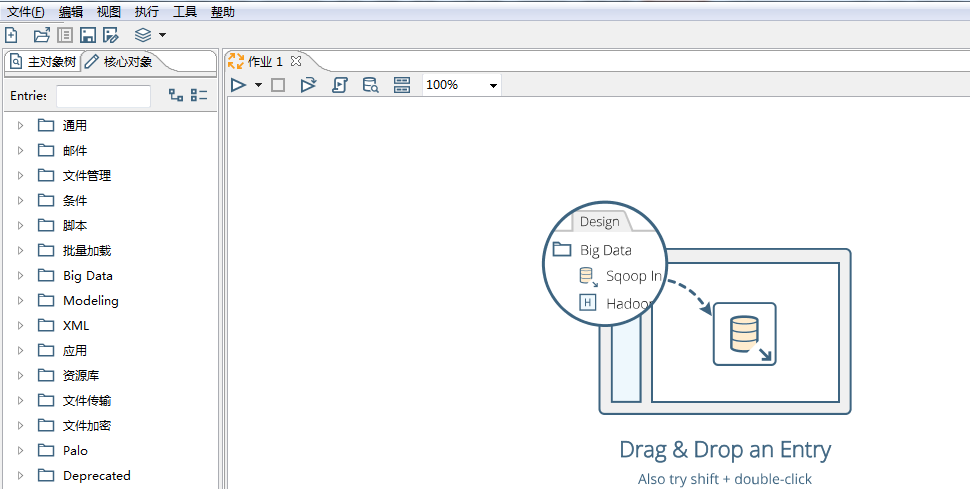 文件(F) 编辑 视图 执行 工具 帮助
主对象树 核心对象
作业 1
100%
Entries
通用
邮件
文件管理
条件
脚本
批量加载
Big Data
Modeling
XML
应用
资源库
文件传输
文件加密
Palo
Deprecated
Design
Big Data
Sqoop In
H Hadoop
Drag & Drop an Entry
Also try shift + double-click